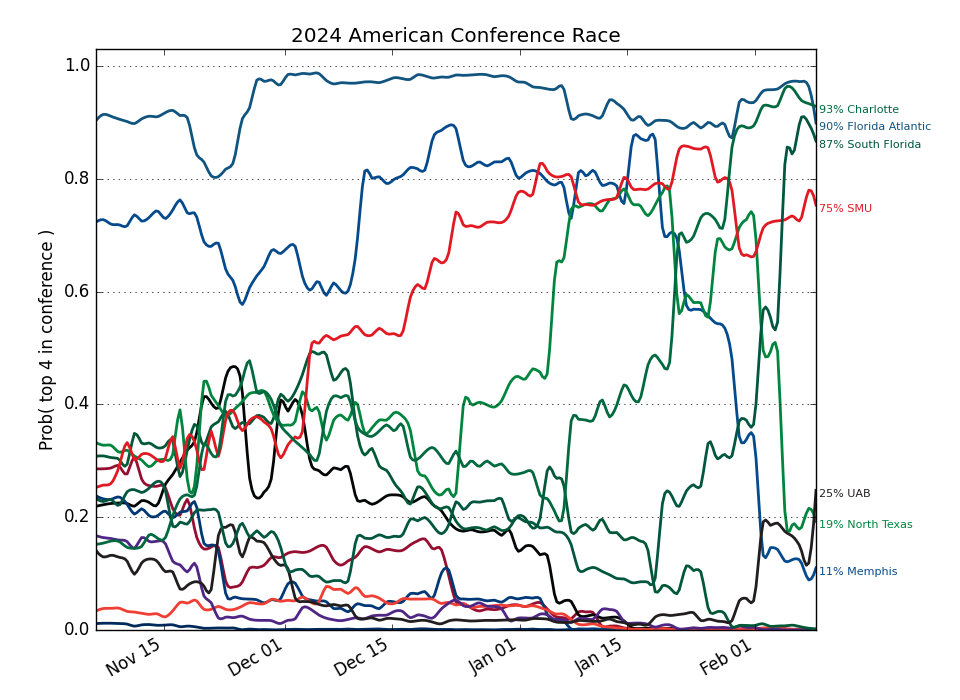 2024 American Conference Race
Prob( top 4 in conference )
1.0
0.8
0.6
0.4
0.2
0.0
Nov 15
Dec 01
Dec 15
Jan 01
Jan 15
Feb 01
93% Charlotte
90% Florida Atlantic
87% South Florida
75% SMU
25% UAB
19% North Texas
11% Memphis